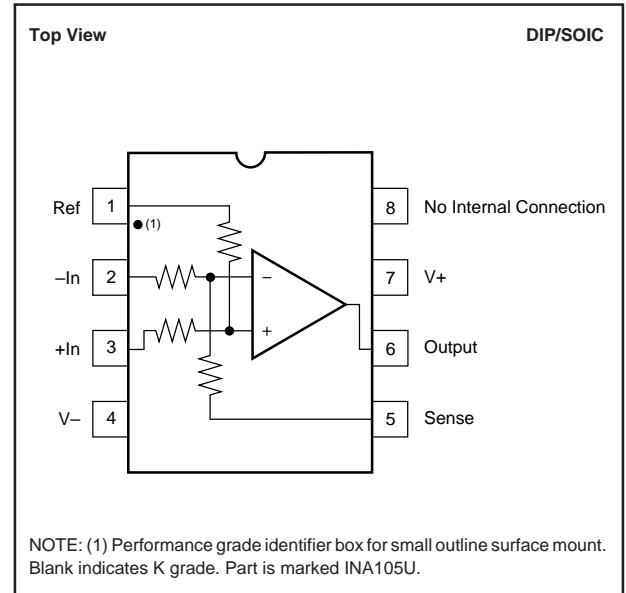 Top View DIP/SOIC
Ref 1 8 No Internal Connection
(1)
–In 2 – 7 V+
+In 3 + 6 Output
V– 4 5 Sense
NOTE: (1) Performance grade identifier box for small outline surface mount.
Blank indicates K grade. Part is marked INA105U.